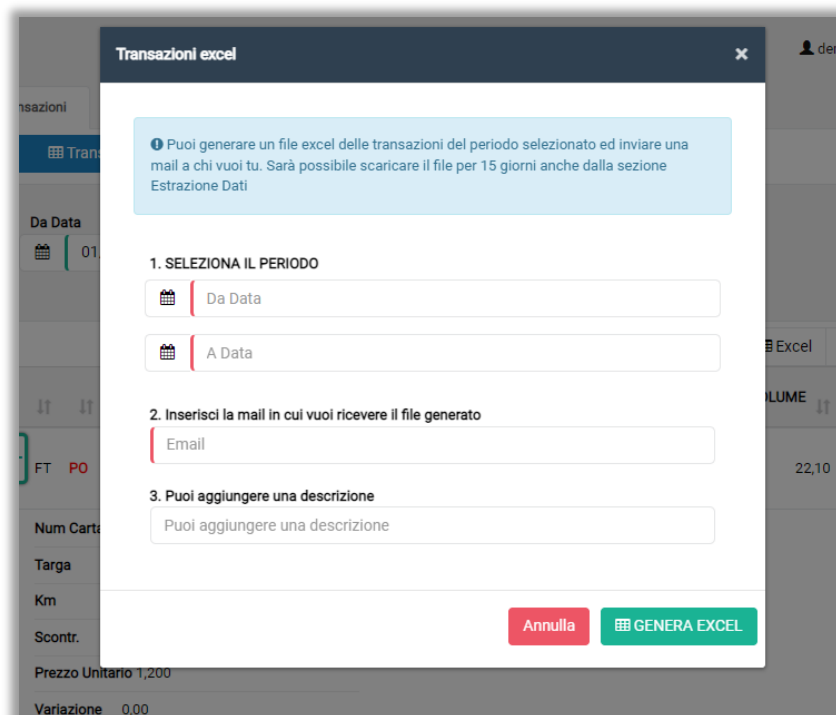 Transazioni excel
×
Puoi generare un file excel delle transazioni del periodo selezionato ed inviare una
mail a chi vuoi tu. Sarà possibile scaricare il file per 15 giorni anche dalla sezione
Estrazione Dati
Da Data
01.
1. SELEZIONA IL PERIODO
Da Data
A Data
Excel
2. Inserisci la mail in cui vuoi ricevere il file generato
Email
FT PO
22,10
3. Puoi aggiungere una descrizione
Puoi aggiungere una descrizione
Num Carta
Targa
Km
Annulla
GENERA EXCEL
Scontr.
Prezzo Unitario 1,200
Variazione 0,00